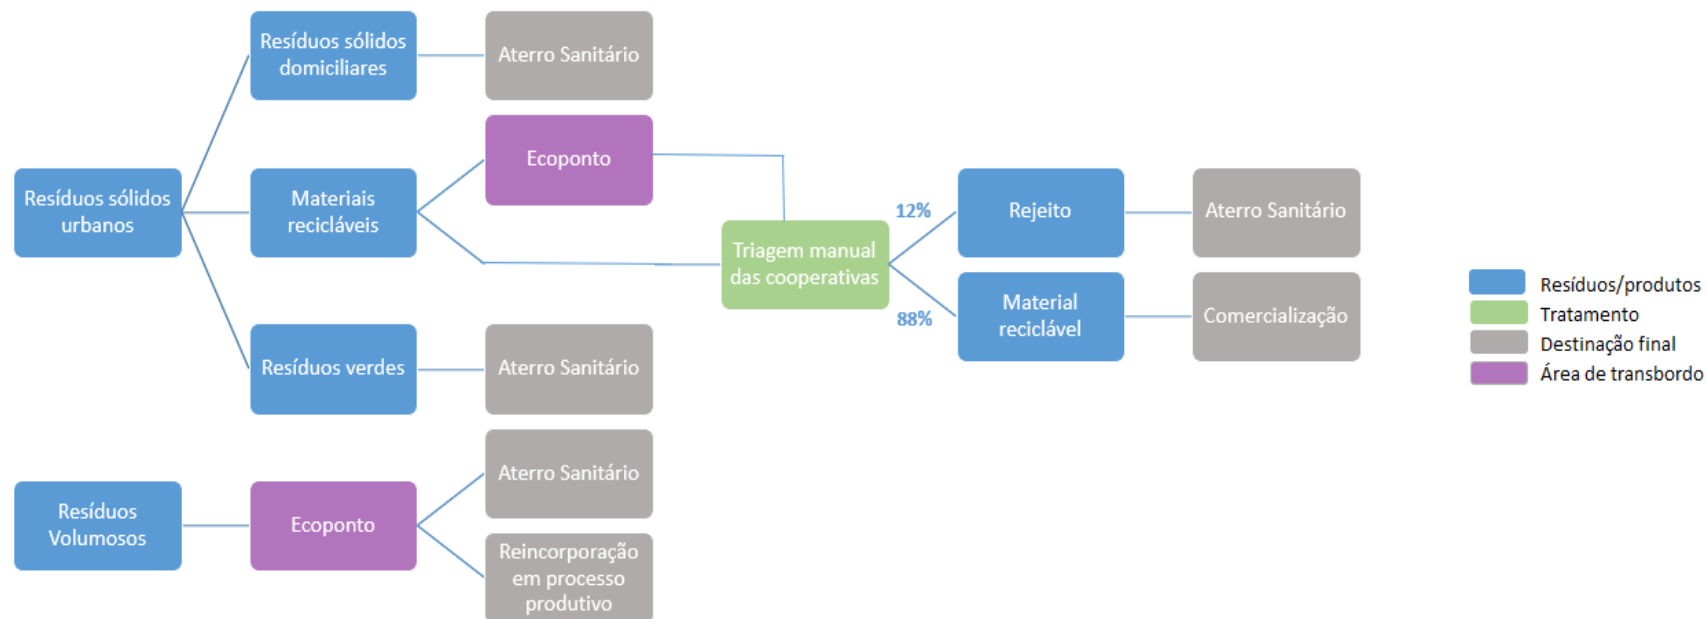 Resíduos sólidos
domiciliares
Aterro Sanitário
Ecoponto
Resíduos sólidos
urbanos
Materiais
recicláveis
Triagem manual
das cooperativas
12%
Rejeito
Aterro Sanitário
88%
Material
reciclável
Comercialização
Resíduos verdes
Aterro Sanitário
Resíduos
Volumosos
Ecoponto
Aterro Sanitário
Reincorporação
em processo
produtivo
Resíduos/produtos
Tratamento
Destinação final
Área de transbordo